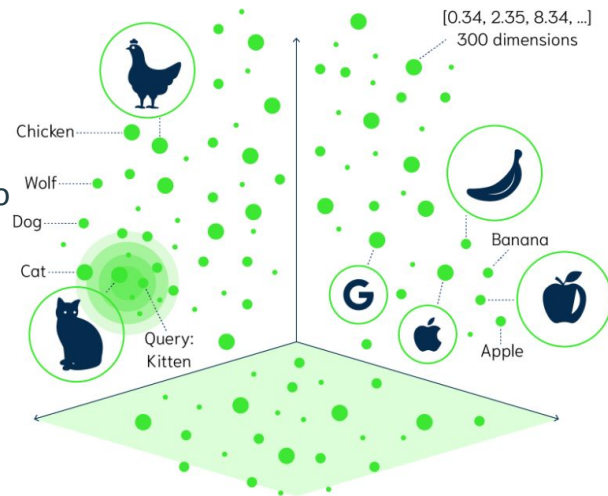 [0.34, 2.35, 8.34, ...]
300 dimensions
Chicken
Wolf
Dog
Cat
Query:
Kitten
Banana
Apple
G